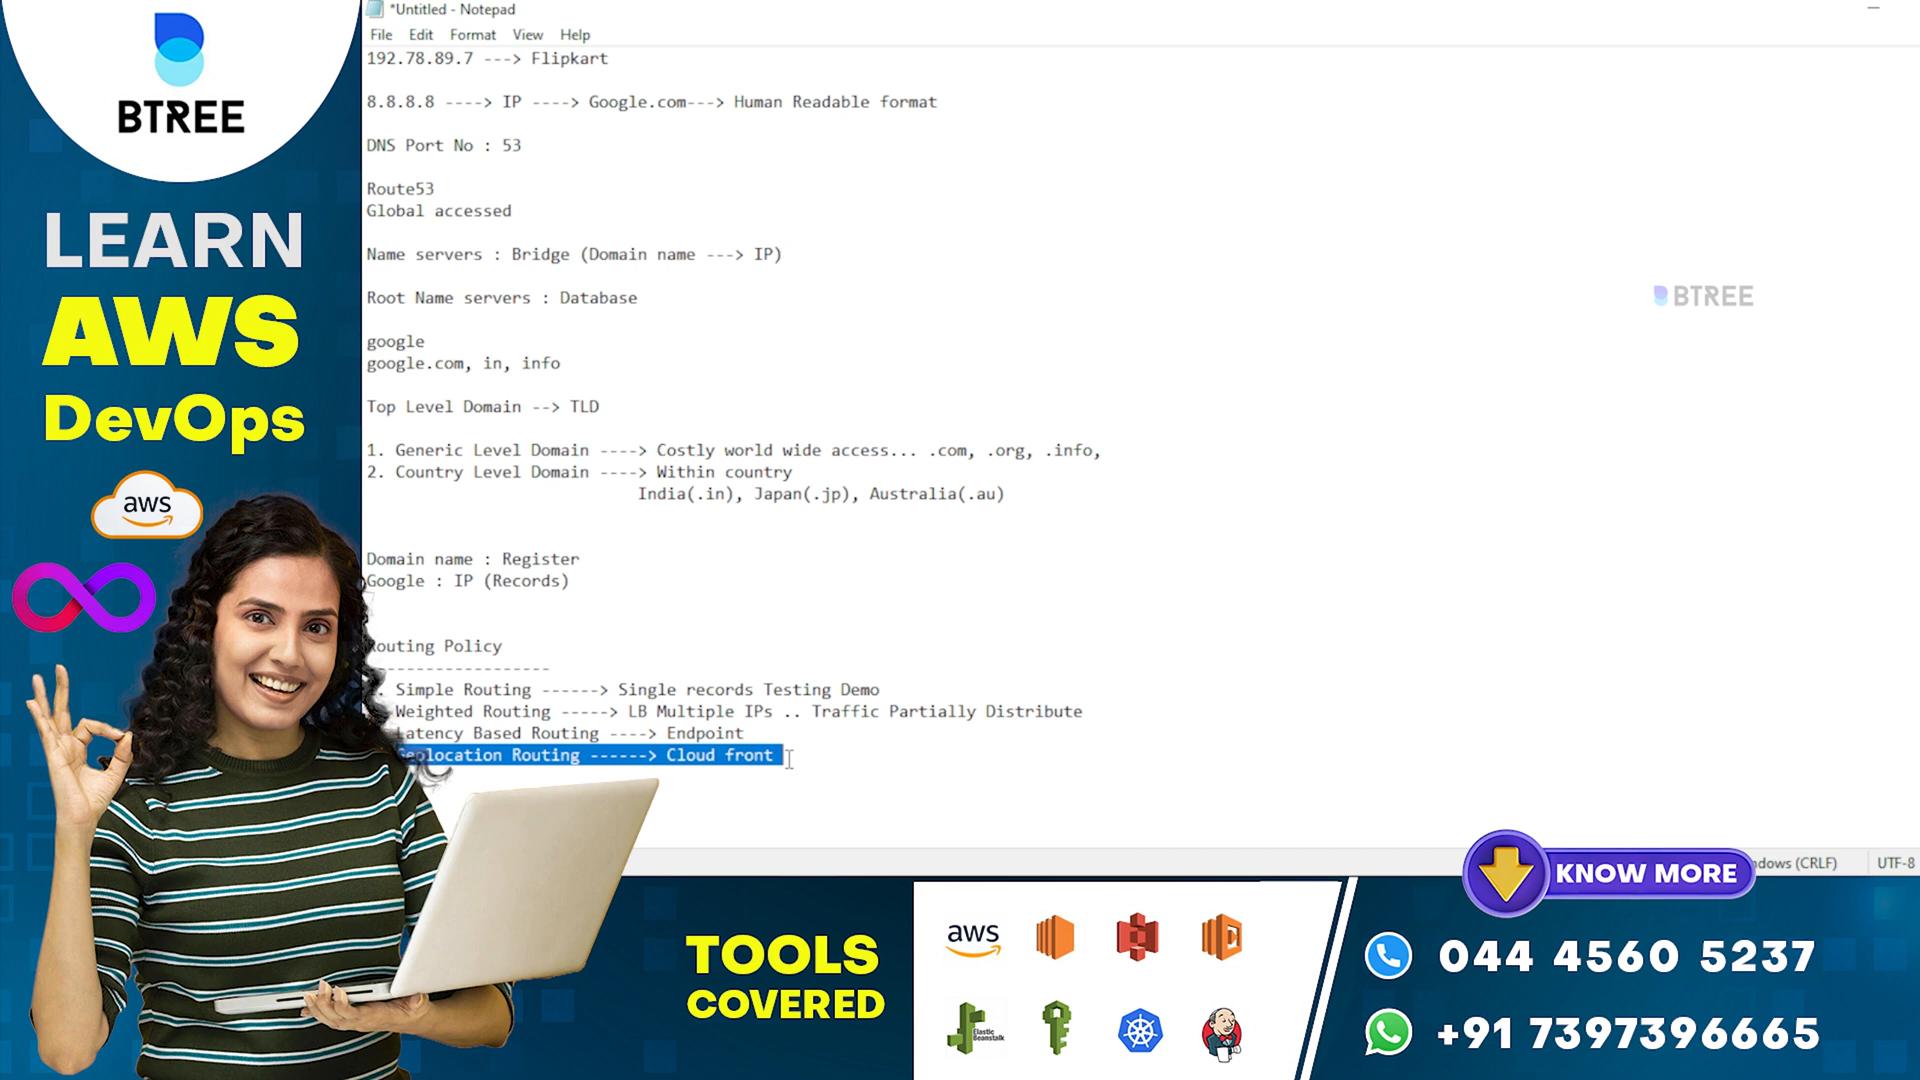 BTREE
LEARN
AWS
DevOps
aws
*Untitled - Notepad
File Edit Format View Help
192.78.89.7 ---> Flipkart
8.8.8.8 ----> IP ----> Google.com---> Human Readable format
DNS Port No : 53
Route53
Global accessed
Name servers : Bridge (Domain name ---> IP)
Root Name servers : Database
google
google.com, in, info
Top Level Domain --> TLD
1. Generic Level Domain ----> Costly world wide access... .com, .org, .info,
2. Country Level Domain ----> Within country
India(.in), Japan(.jp), Australia(.au)
Domain name : Register
Google : IP (Records)
Routing Policy
-------------------
Simple Routing ------> Single records Testing Demo
Weighted Routing -----> LB Multiple IPs .. Traffic Partially Distribute
Latency Based Routing ----> Endpoint
Geolocation Routing ------> Cloud front
BTREE
(CRLF) UTF-8
KNOW MORE
TOOLS
COVERED
aws
Elastic
Beanstalk
044 4560 5237
+91 7397396665